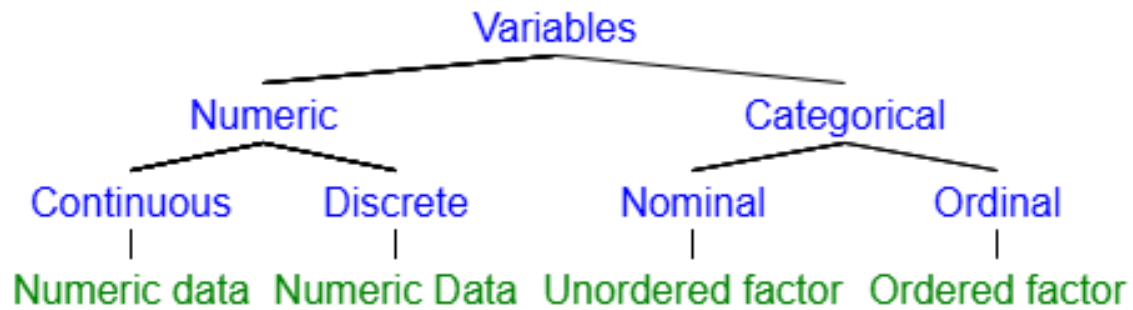 Variables
Numeric Categorical
Continuous Discrete Nominal Ordinal
Numeric data Numeric Data Unordered factor Ordered factor